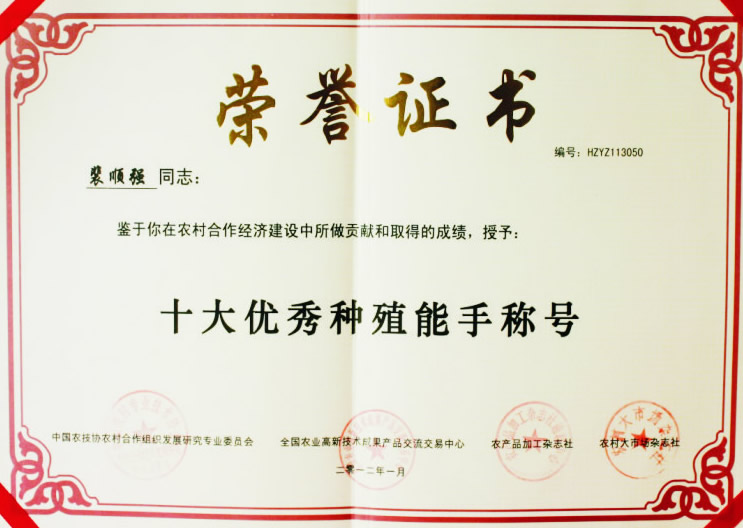 荣誉证书
编号：HZYZ113050
裴顺强 同志：
鉴于你在农村合作经济建设中所做贡献和取得的成绩，授予：
十大优秀种殖能手称号
中国农技协农村合作组织发展研究专业委员会 全国农业高新技术成果产品交流交易中心 农产品加工杂志社 农村大市场杂志社
二零一二年一月